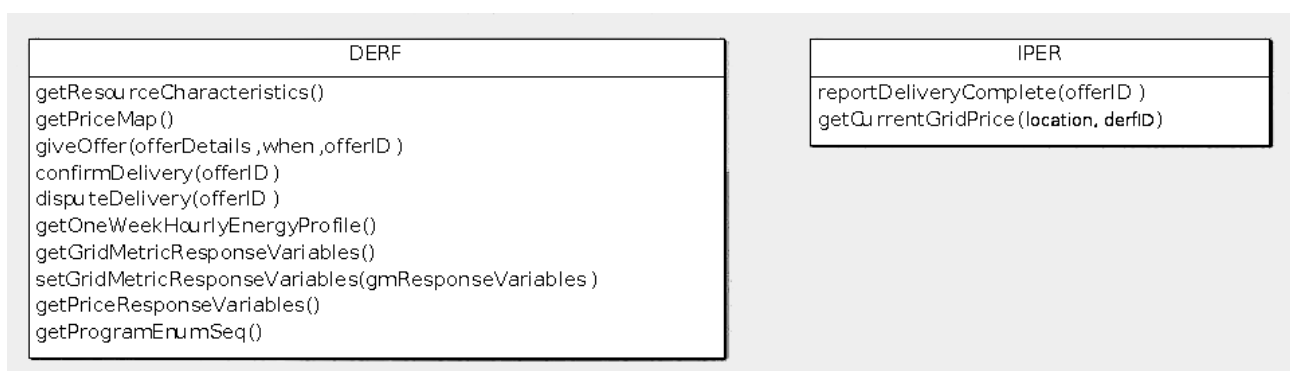 DERF
getResourceCharacteristics()
getPriceMap()
giveOffer(offerDetails ,when ,offerID )
confirmDelivery(offerID )
disputeDelivery(offerID )
getOneWeekHourlyEnergyProfile()
getGridMetricResponseVariables()
setGridMetricResponseVariables(gmResponseVariables )
getPriceResponseVariables()
getProgramEnumSeq()
IPER
reportDeliveryComplete(offerID )
getCurrentGridPrice(location, derfID)